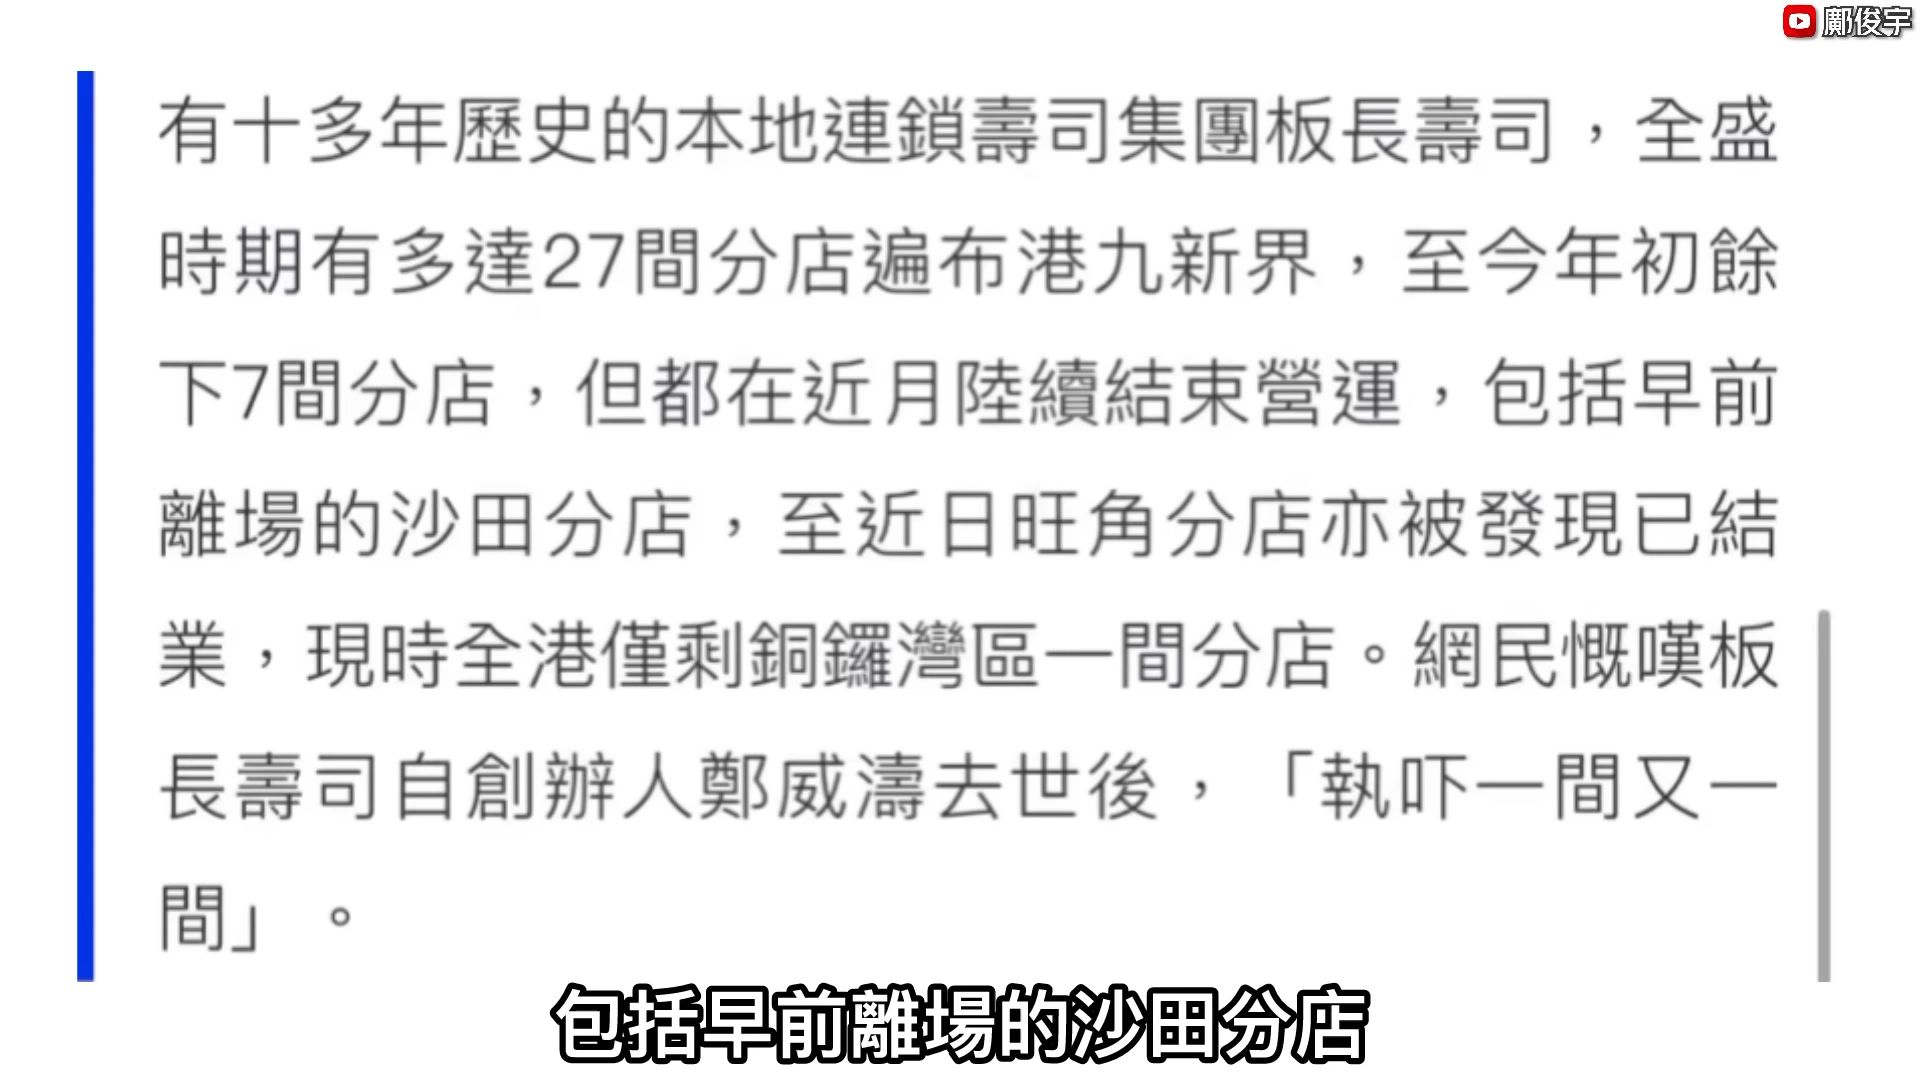 鄺俊宇
有十多年歷史的本地連鎖壽司集團板長壽司，全盛
時期有多達27間分店遍布港九新界，至今年初餘
下7間分店，但都在近月陸續結束營運，包括早前
離場的沙田分店，至近日旺角分店亦被發現已結
業，現時全港僅剩銅鑼灣區一間分店。網民慨嘆板
長壽司自創辦人鄭威濤去世後，「執吓一間又一
間」。
包括早前離場的沙田分店